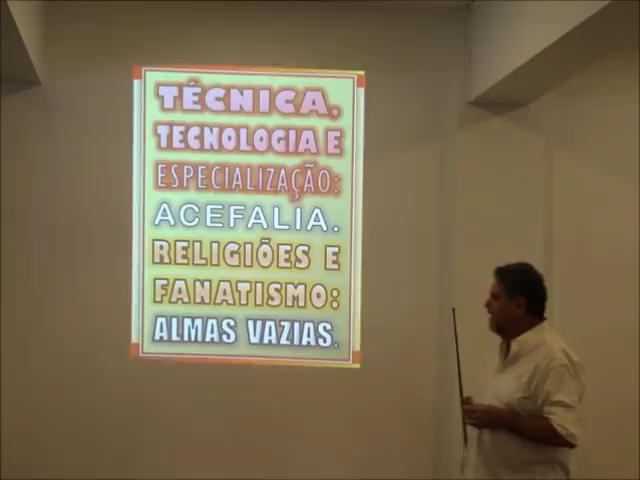 TÉCNICA,
TECNOLOGIA E
ESPECIALIZAÇÃO:
ACEFALIA.
RELIGIÕES E
FANATISMO:
ALMAS VAZIAS.